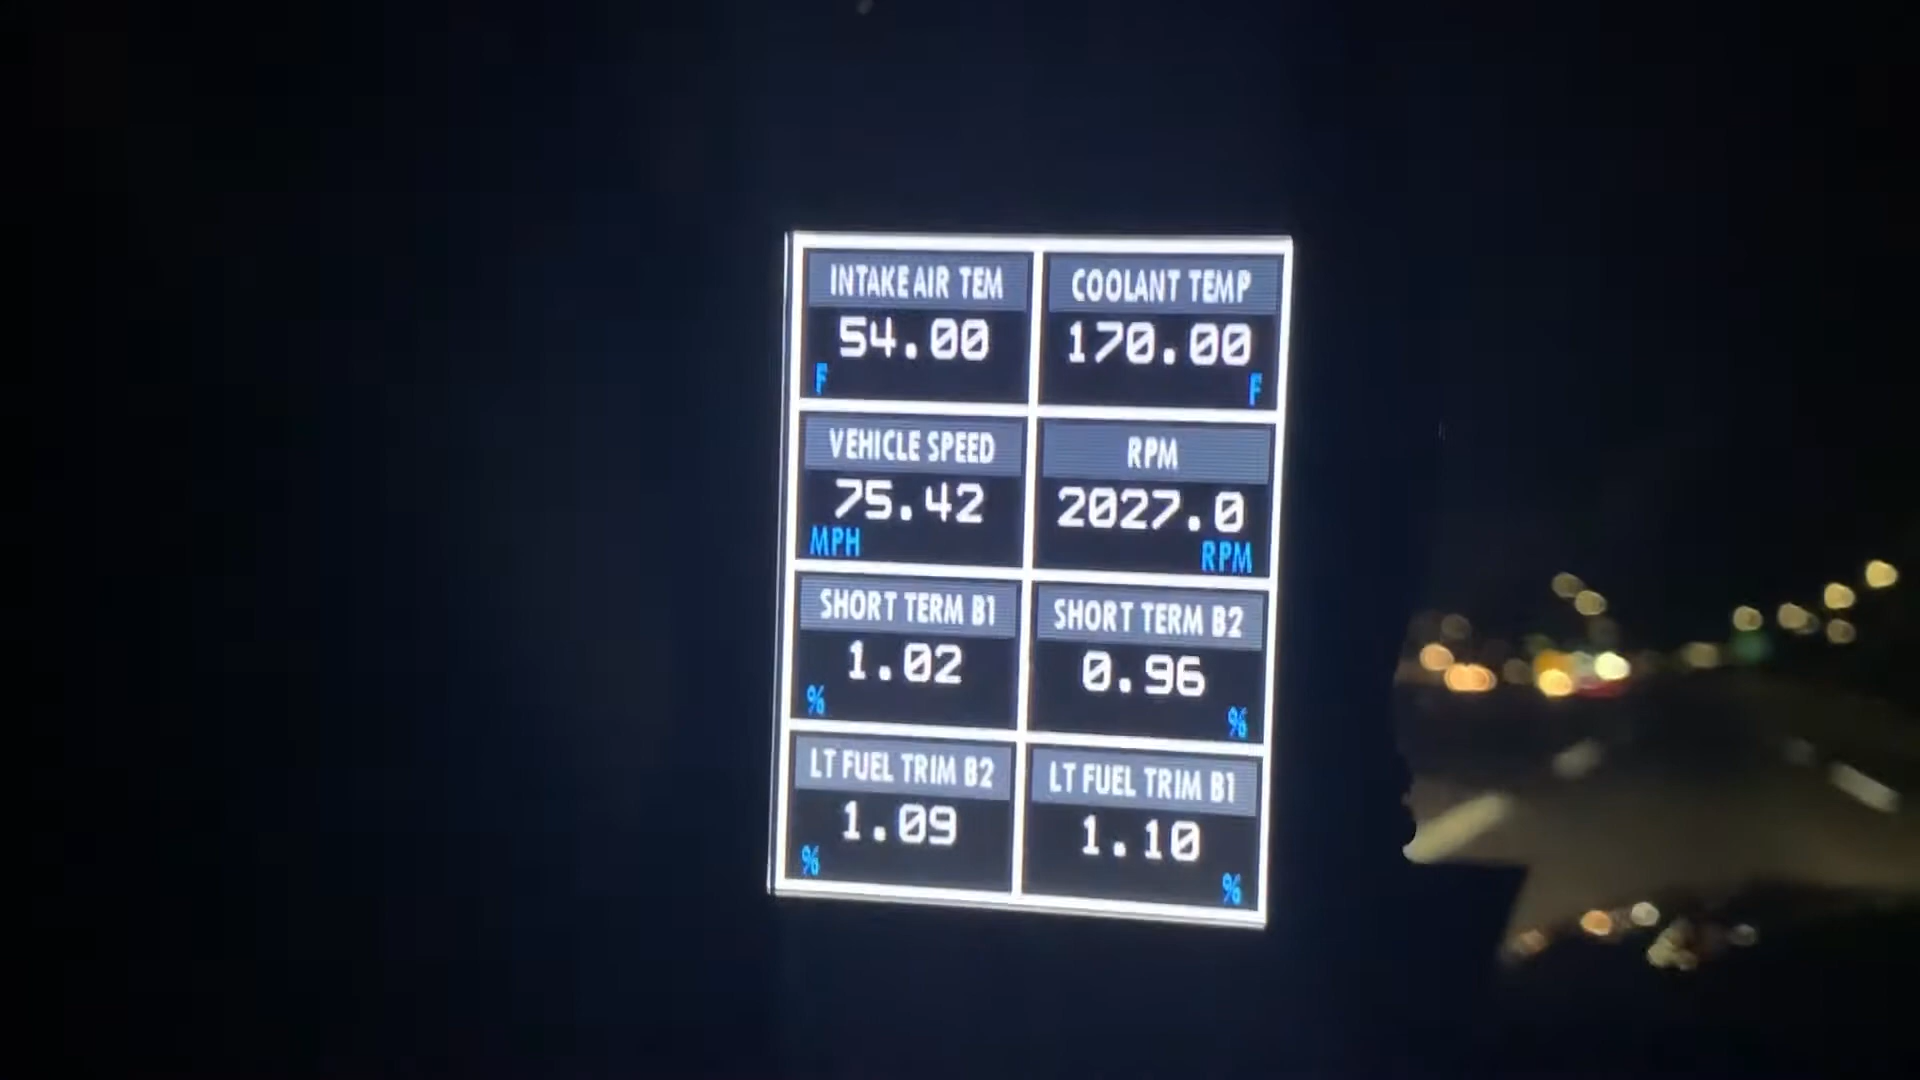 INTAKE AIR TEM
54.00
F
COOLANT TEMP
170.00
F
VEHICLE SPEED
75.42
MPH
RPM
2027.0
RPM
SHORT TERM B1
1.02
%
SHORT TERM B2
0.96
%
LT FUEL TRIM B2
1.09
%
LT FUEL TRIM B1
1.10
%